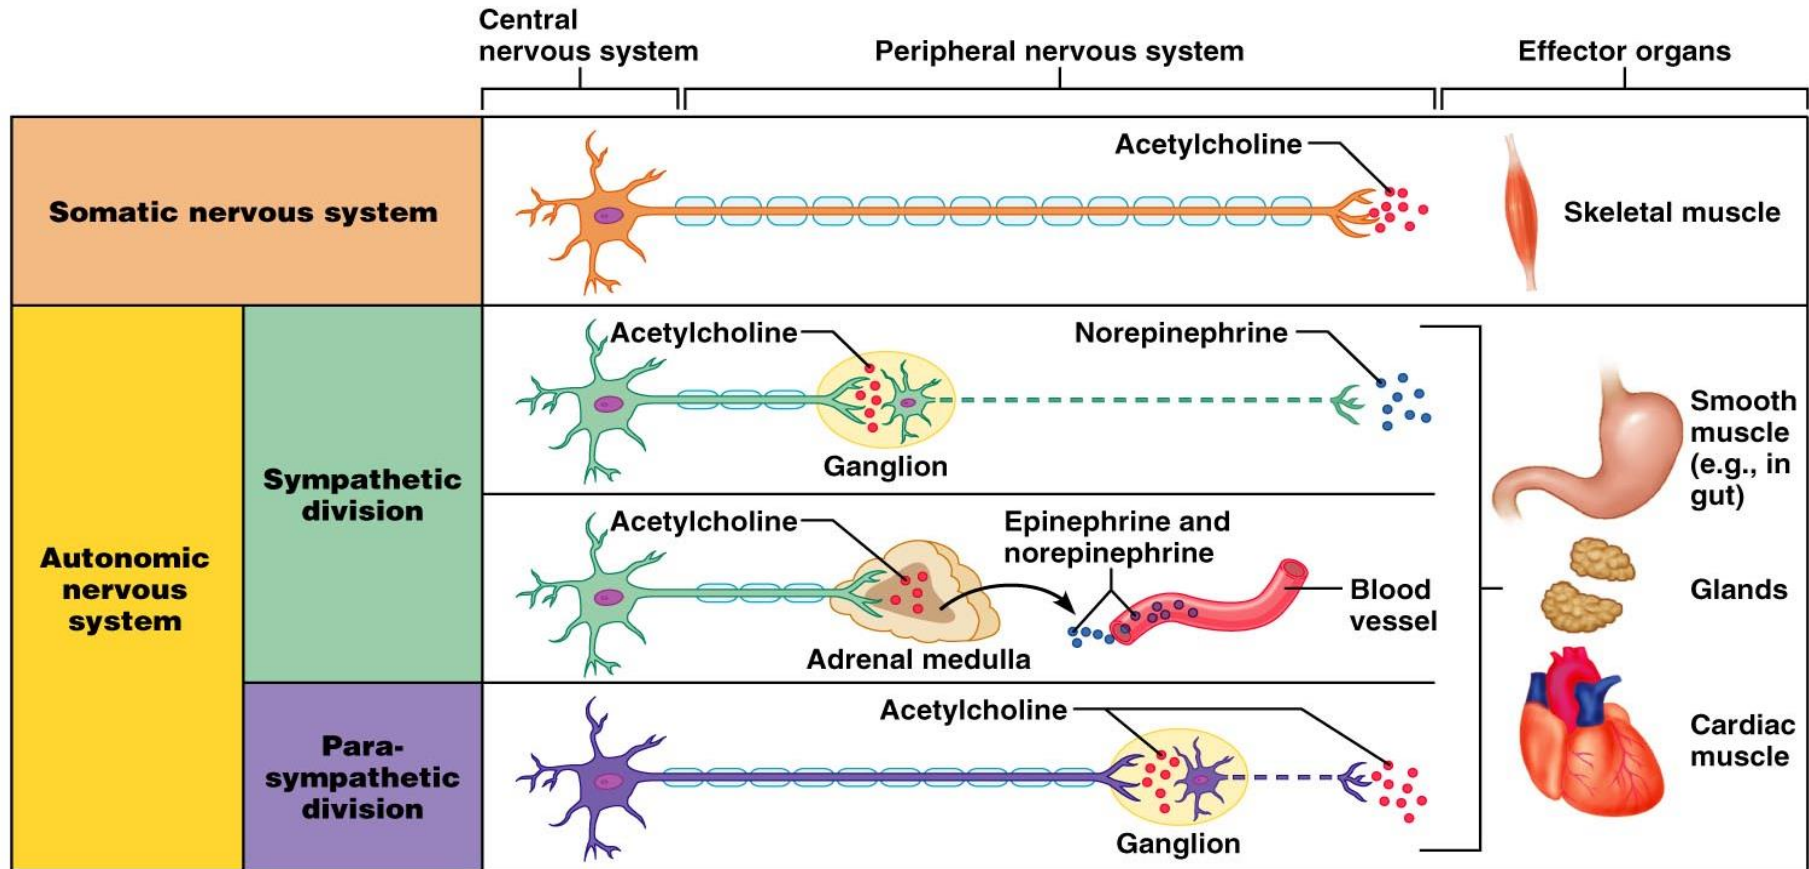 Central
nervous system
Peripheral nervous system
Effector organs
Somatic nervous system
Acetylcholine
Skeletal muscle
Autonomic
nervous
system
Sympathetic
division
Acetylcholine
Ganglion
Norepinephrine
Acetylcholine
Adrenal medulla
Epinephrine and
norepinephrine
Blood
vessel
Para-
sympathetic
division
Acetylcholine
Ganglion
Smooth
muscle
(e.g., in
gut)
Glands
Cardiac
muscle